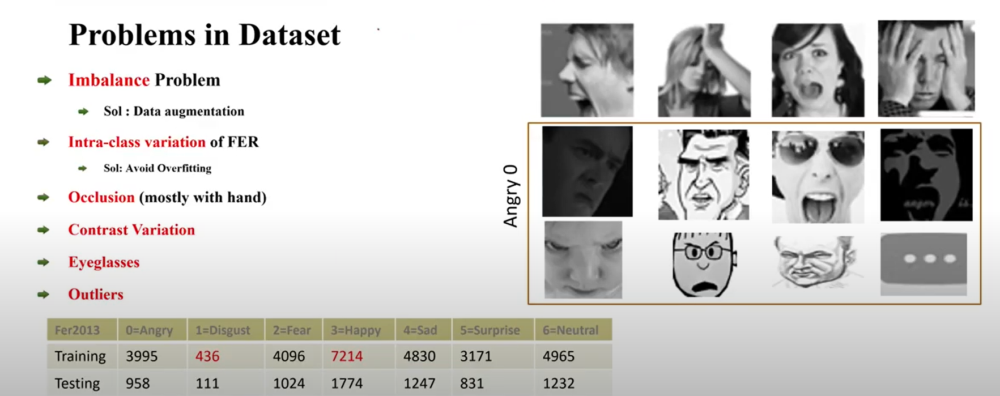 Problems in Dataset
Imbalance Problem
Sol : Data augmentation
Intra-class variation of FER
Sol: Avoid Overfitting
Occlusion (mostly with hand)
Contrast Variation
Eyeglasses
Outliers
Angry 0
anger is
Fer2013 0=Angry 1=Disgust 2=Fear 3=Happy 4=Sad 5=Surprise 6=Neutral
Training 3995 436 4096 7214 4830 3171 4965
Testing 958 111 1024 1774 1247 831 1232